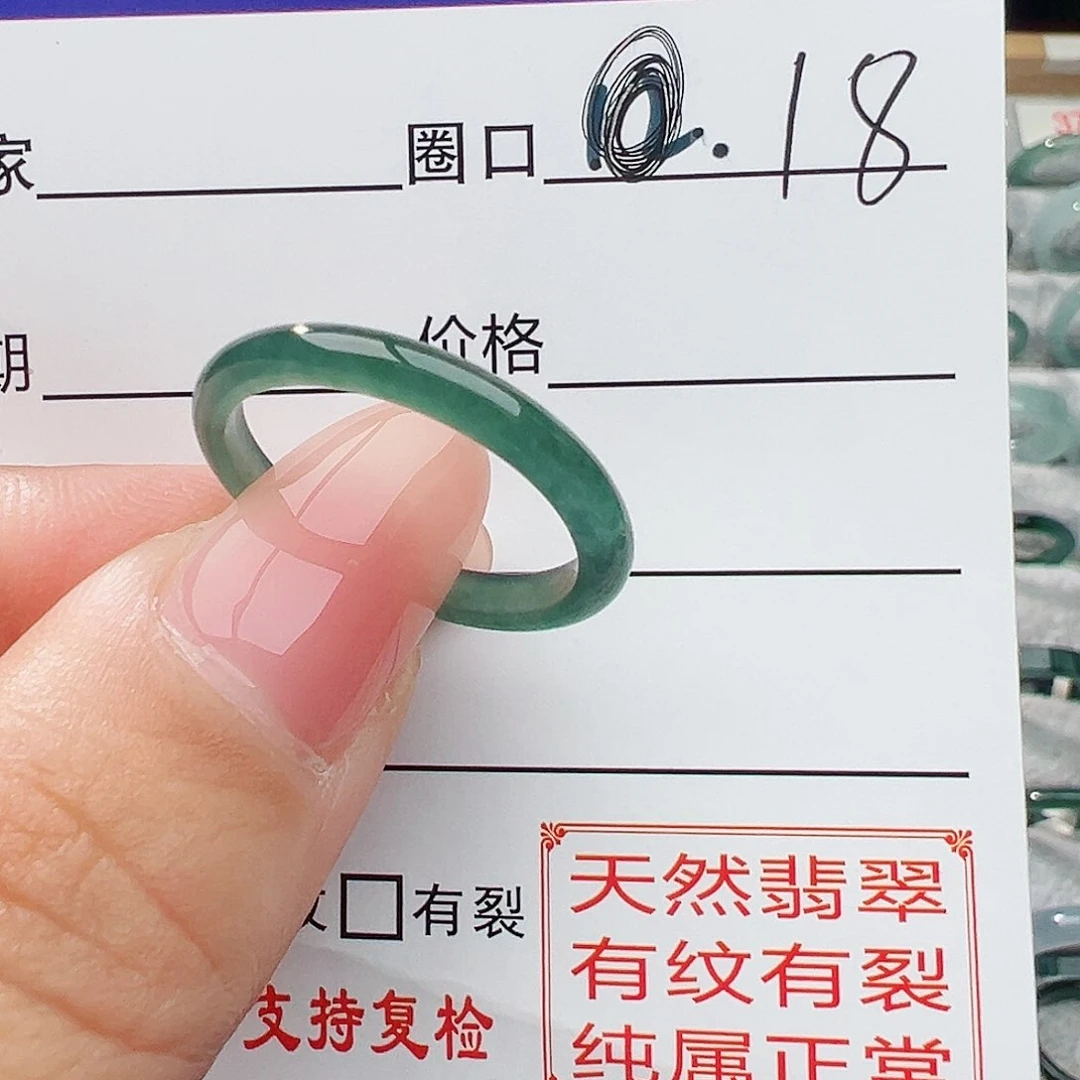 家 圈口 0.18
期 价格
有裂
支持复检
天然翡翠
有纹有裂
纯属正常